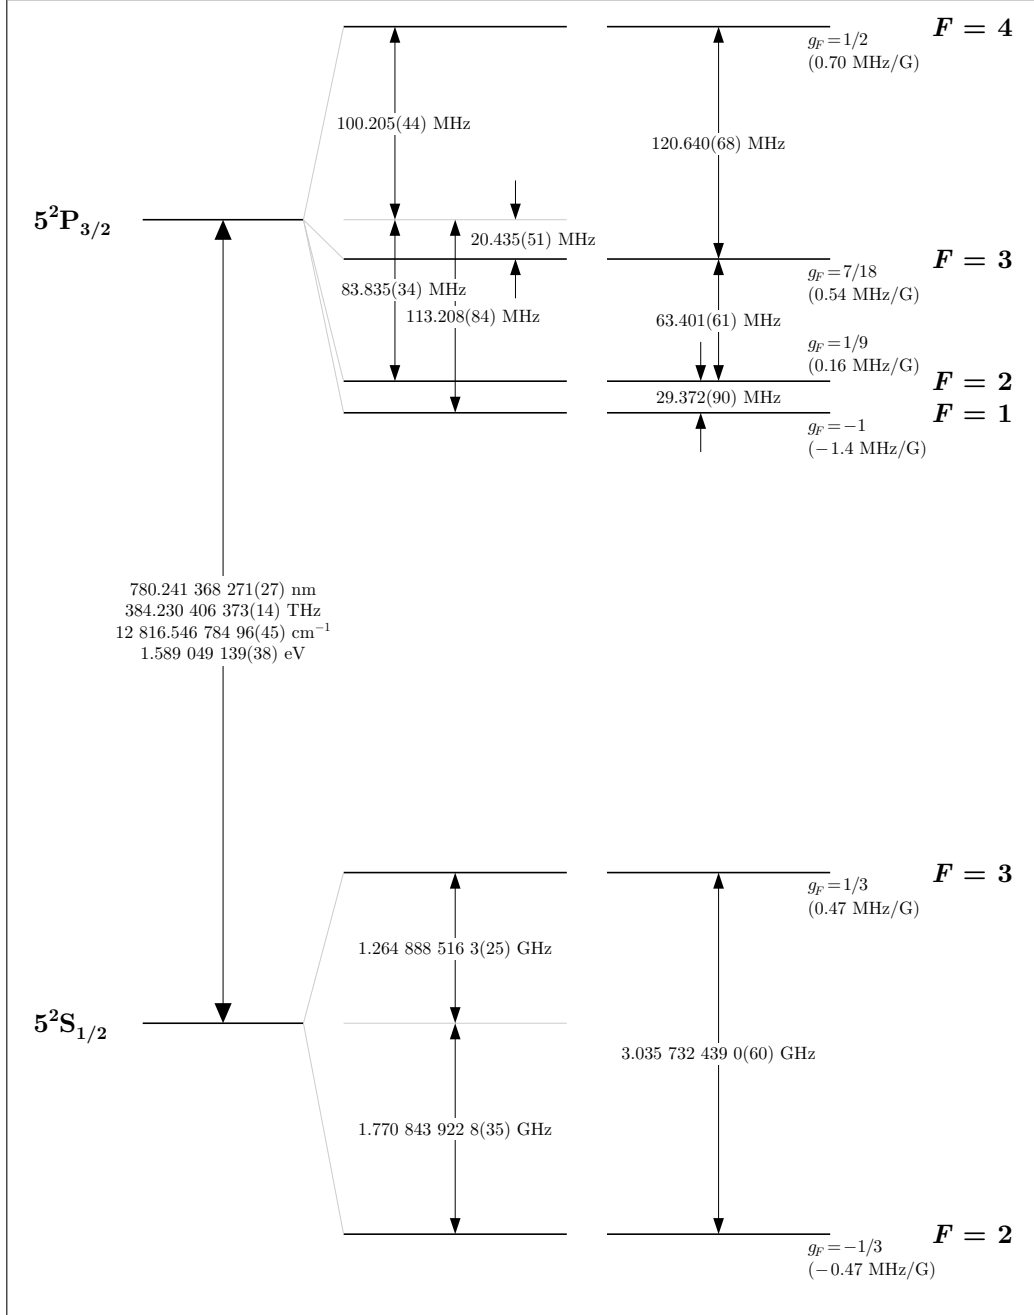 F = 4
g_F = 1/2
(0.70 MHz/G)
100.205(44) MHz
120.640(68) MHz
5²P₃/₂
20.435(51) MHz
F = 3
g_F = 7/18
(0.54 MHz/G)
83.835(34) MHz
113.208(84) MHz
63.401(61) MHz
g_F = 1/9
(0.16 MHz/G)
F = 2
29.372(90) MHz
F = 1
g_F = −1
(−1.4 MHz/G)
780.241 368 271(27) nm
384.230 406 373(14) THz
12 816.546 784 96(45) cm⁻¹
1.589 049 139(38) eV
F = 3
g_F = 1/3
(0.47 MHz/G)
1.264 888 516 3(25) GHz
5²S₁/₂
3.035 732 439 0(60) GHz
1.770 843 922 8(35) GHz
F = 2
g_F = −1/3
(−0.47 MHz/G)